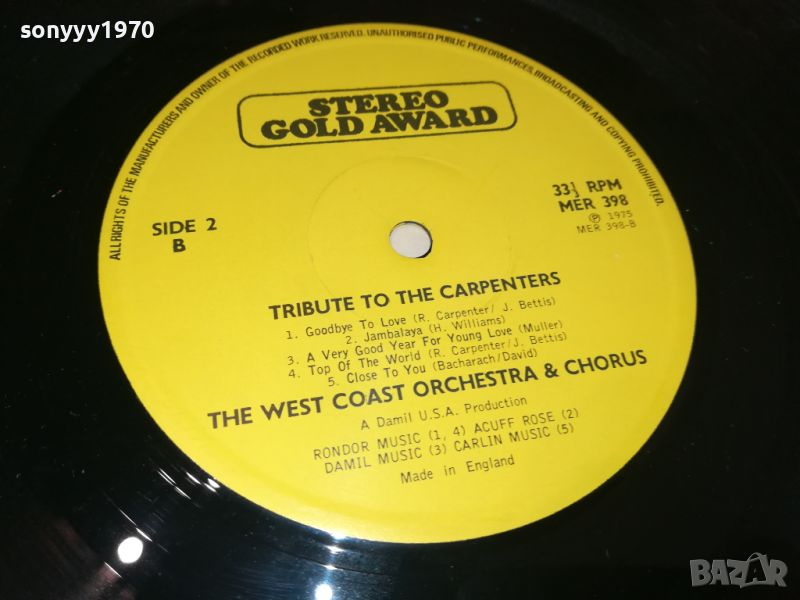 sonyyy1970
ALL RIGHTS OF THE MANUFACTURERS AND OWNER OF THE RECORDED WORK RESERVED. UNAUTHORISED PUBLIC PERFORMANCES, BROADCASTING AND COPYING PROHIBITED.
STEREO
GOLD AWARD
SIDE 2
B
33⅓ RPM
MER 398
℗ 1975
MER 398-B
TRIBUTE TO THE CARPENTERS
1. Goodbye To Love (R. Carpenter/ J. Bettis)
2. Jambalaya (H. Williams)
3. A Very Good Year For Young Love (Muller)
4. Top Of The World (R. Carpenter/J. Bettis)
5. Close To You (Bacharach/David)
THE WEST COAST ORCHESTRA & CHORUS
A Damil U.S.A. Production
RONDOR MUSIC (1, 4) ACUFF ROSE (2)
DAMIL MUSIC (3) CARLIN MUSIC (5)
Made in England
BAZAR